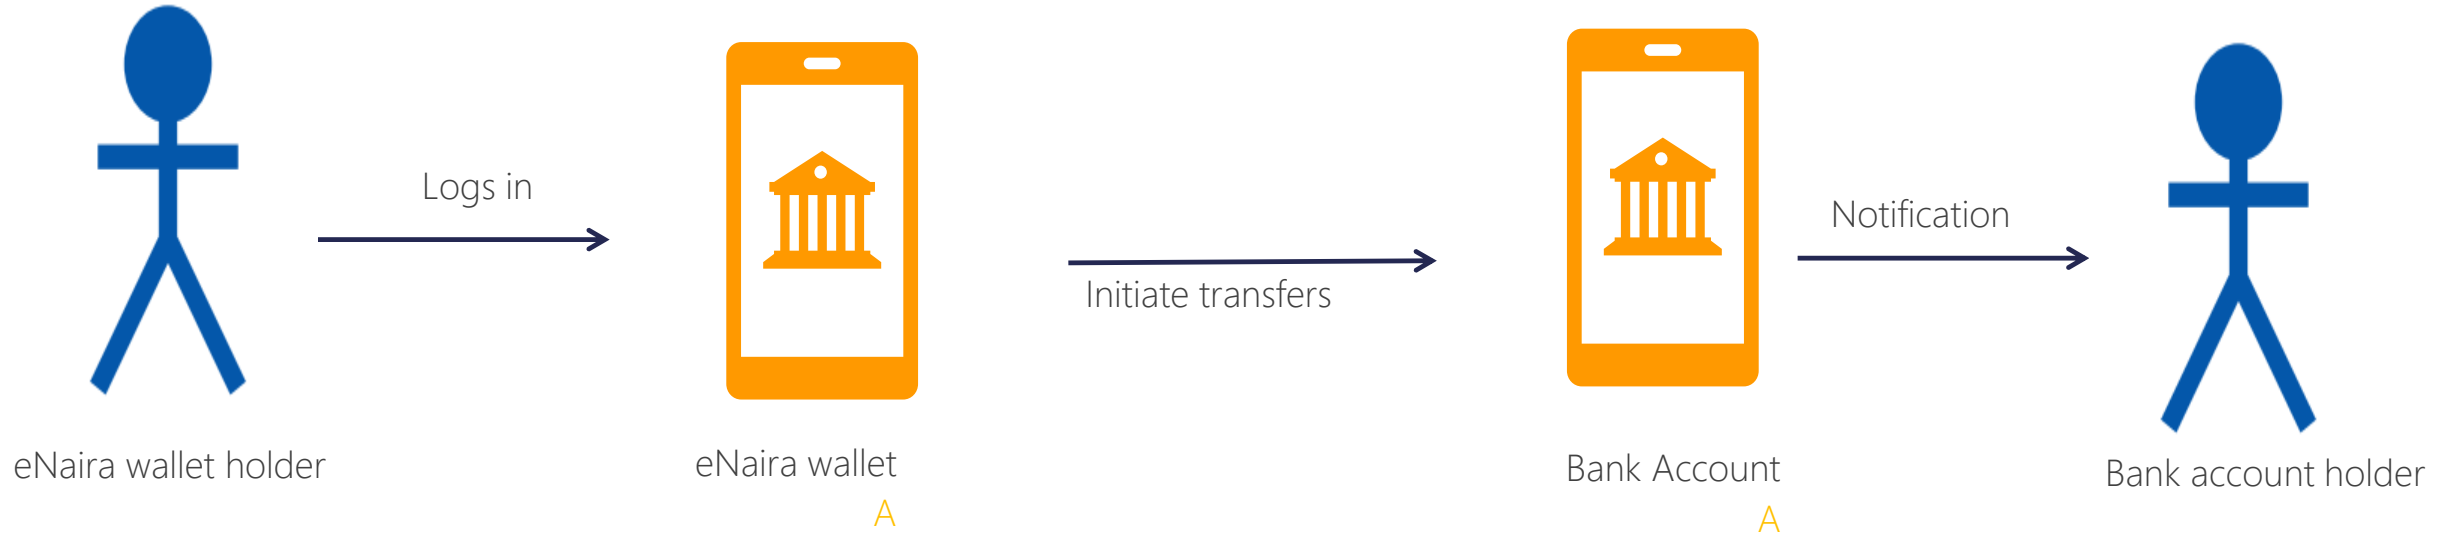 Logs in
Notification
Initiate transfers
eNaira wallet holder
eNaira wallet
A
Bank Account
A
Bank account holder